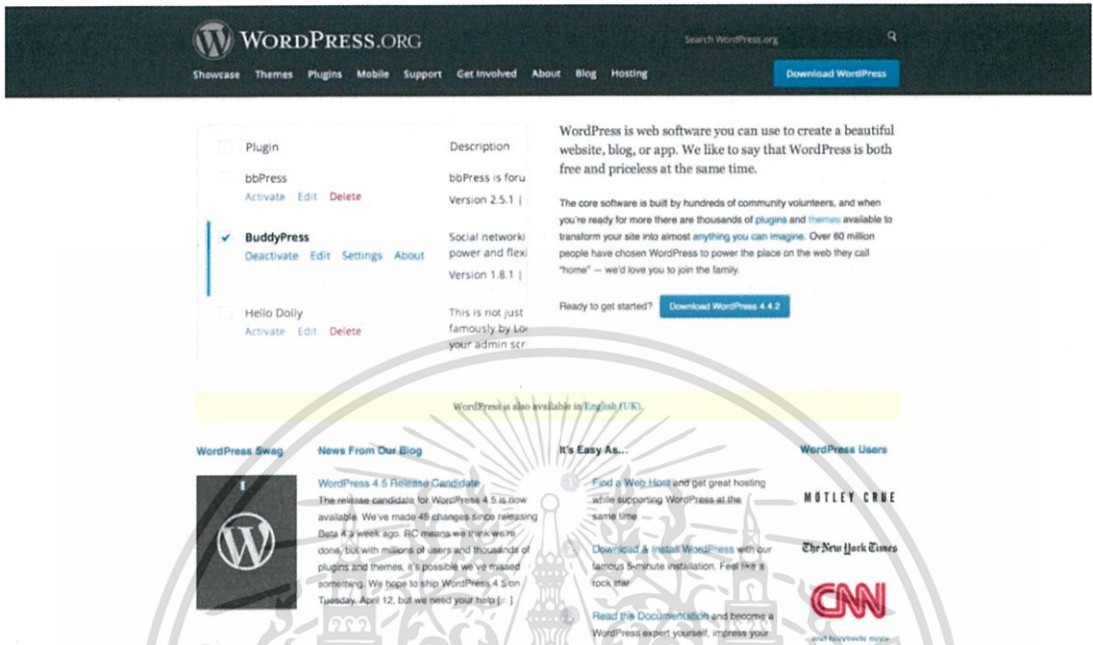 WORDPRESS.ORG
Search WordPress.org
Showcase Themes Plugins Mobile Support Get Involved About Blog Hosting
Download WordPress
Plugin Description
bbPress bbPress is foru
Activate Edit Delete Version 2.5.1 |
BuddyPress Social networki
Deactivate Edit Settings About power and flexi
Version 1.8.1 |
Hello Dolly This is not just
Activate Edit Delete famously by Lo
your admin scr
WordPress is web software you can use to create a beautiful
website, blog, or app. We like to say that WordPress is both
free and priceless at the same time.
The core software is built by hundreds of community volunteers, and when
you're ready for more there are thousands of plugins and themes available to
transform your site into almost anything you can imagine. Over 60 million
people have chosen WordPress to power the place on the web they call
"home" — we'd love you to join the family.
Ready to get started? Download WordPress 4.4.2
WordPress is also available in English (UK).
WordPress Swag
News From Our Blog
WordPress 4.5 Release Candidate
The release candidate for WordPress 4.5 is now
available. We've made 49 changes since releasing
Beta 4 a week ago. RC means we think we're
done, but with millions of users and thousands of
plugins and themes, it's possible we've missed
something. We hope to ship WordPress 4.5 on
Tuesday, April 12, but we need your help [...]
It's Easy As...
Find a Web Host and get great hosting
while supporting WordPress at the
same time.
Download & Install WordPress with our
famous 5-minute installation. Feel like a
rock star.
Read the Documentation and become a
WordPress expert yourself, impress your
WordPress Users
MÖTLEY CRÜE
The New York Times
CNN
and hundreds more